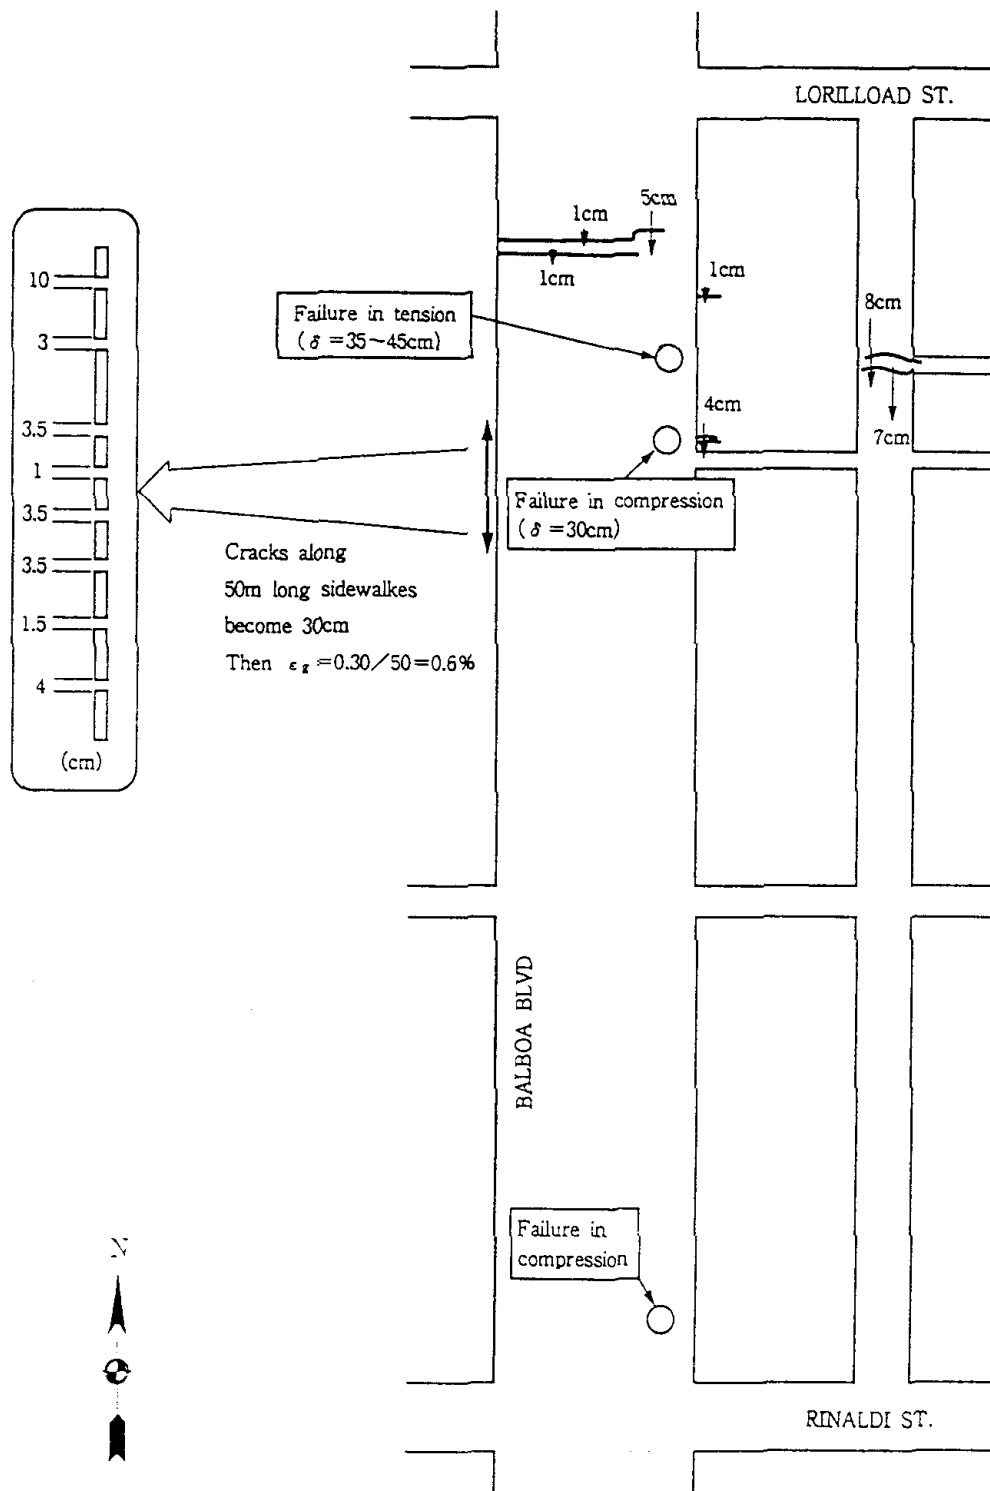 LORILLOAD ST.
5cm
1cm
1cm
1cm
8cm
7cm
4cm
Failure in tension
(δ=35~45cm)
Failure in compression
(δ=30cm)
10
3
3.5
1
3.5
3.5
1.5
4
(cm)
Cracks along
50m long sidewalkes
become 30cm
Then εg=0.30/50=0.6%
BALBOA BLVD
Failure in
compression
N
RINALDI ST.